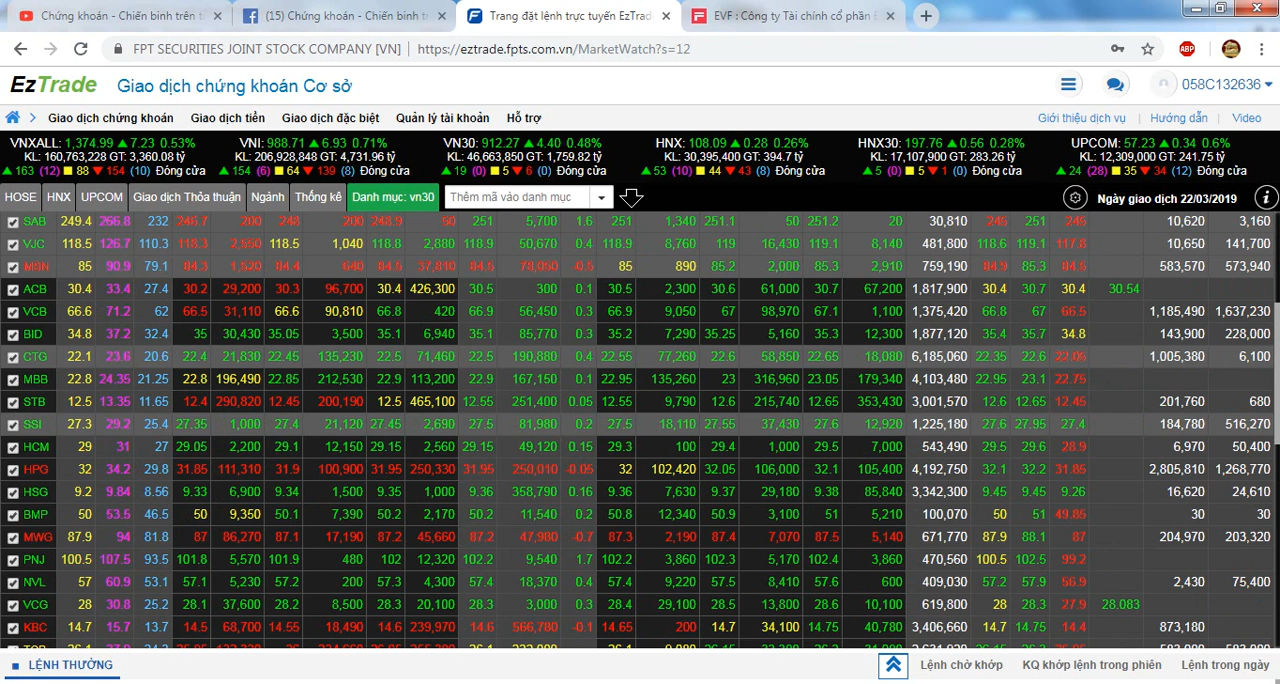 Chứng khoán - Chiến binh trên t
(15) Chứng khoán - Chiến binh t
Trang đặt lệnh trực tuyến EzTrade
EVF : Công ty Tài chính cổ phần
FPT SECURITIES JOINT STOCK COMPANY [VN] | https://eztrade.fpts.com.vn/MarketWatch?s=12
ABP
EzTrade Giao dịch chứng khoán Cơ sở 058C132636
Giao dịch chứng khoán Giao dịch tiền Giao dịch đặc biệt Quản lý tài khoản Hỗ trợ Giới thiệu dịch vụ | Hướng dẫn | Video
VNXALL: 1,374.99 ▲ 7.23 0.53% VNI: 988.71 ▲ 6.93 0.71% VN30: 912.27 ▲ 4.40 0.48% HNX: 108.09 ▲ 0.28 0.26% HNX30: 197.76 ▲ 0.56 0.28% UPCOM: 57.23 ▲ 0.34 0.6%
KL: 160,763,228 GT: 3,360.08 tỷ KL: 206,928,848 GT: 4,731.96 tỷ KL: 46,663,850 GT: 1,759.82 tỷ KL: 30,395,400 GT: 394.7 tỷ KL: 17,107,900 GT: 283.26 tỷ KL: 12,309,000 GT: 241.75 tỷ
▲ 163 (12) ■ 88 ▼ 154 (10) Đóng cửa ▲ 154 (6) ■ 64 ▼ 139 (8) Đóng cửa ▲ 19 (0) ■ 5 ▼ 6 (0) Đóng cửa ▲ 53 (10) ■ 44 ▼ 43 (8) Đóng cửa ▲ 5 (0) ■ 5 ▼ 1 (0) Đóng cửa ▲ 24 (28) ■ 35 ▼ 34 (12) Đóng cửa
HOSE HNX UPCOM Giao dịch Thỏa thuận Ngành Thống kê Danh mục: vn30 Thêm mã vào danh mục Ngày giao dịch 22/03/2019
SAB 249.4 266.8 232 246.7 200 248 200 248.9 60 251 5,700 1.6 251 1,340 251.1 50 251.2 20 30,810 246 251 246 10,620 3,160
VJC 118.5 126.7 110.3 118.3 2,550 118.5 1,040 118.8 2,880 118.9 50,670 0.4 118.9 8,760 119 16,430 119.1 8,140 481,800 118.6 119.1 117.8 10,650 141,700
MSN 85 90.9 79.1 84.3 1,520 84.4 640 84.5 37,810 84.5 78,050 -0.5 85 890 85.2 2,000 85.3 2,910 759,190 84.9 85.3 84.5 583,570 573,940
ACB 30.4 33.4 27.4 30.2 29,200 30.3 96,700 30.4 426,300 30.5 300 0.1 30.5 2,300 30.6 61,000 30.7 67,200 1,817,900 30.4 30.7 30.4 30.54
VCB 66.6 71.2 62 66.5 31,110 66.6 90,810 66.8 420 66.9 56,450 0.3 66.9 9,050 67 98,970 67.1 1,100 1,375,420 66.8 67 66.5 1,185,490 1,637,230
BID 34.8 37.2 32.4 35 30,430 35.05 3,500 35.1 6,940 35.1 85,770 0.3 35.2 7,290 35.25 5,160 35.3 12,300 1,877,120 35.4 35.7 34.8 143,900 228,000
CTG 22.1 23.6 20.6 22.4 21,830 22.45 135,230 22.5 71,460 22.5 190,880 0.4 22.55 77,260 22.6 58,850 22.65 18,080 6,185,060 22.35 22.6 22.05 1,005,380 6,100
MBB 22.8 24.35 21.25 22.8 196,490 22.85 212,530 22.9 113,200 22.9 167,150 0.1 22.95 135,260 23 316,960 23.05 179,340 4,103,480 22.95 23.1 22.75
STB 12.5 13.35 11.65 12.4 290,820 12.45 200,190 12.5 465,100 12.55 251,400 0.05 12.55 9,790 12.6 215,740 12.65 353,430 3,001,570 12.6 12.65 12.45 201,760 680
SSI 27.3 29.2 25.4 27.35 1,000 27.4 21,120 27.45 2,690 27.5 81,980 0.2 27.5 18,110 27.55 37,430 27.6 12,920 1,225,180 27.6 27.95 27.4 184,780 516,270
HCM 29 31 27 29.05 2,200 29.1 12,150 29.15 2,560 29.15 49,120 0.15 29.3 100 29.4 1,000 29.5 7,000 543,490 29.5 29.6 28.9 6,970 50,400
HPG 32 34.2 29.8 31.85 111,310 31.9 100,900 31.95 250,330 31.95 250,010 -0.05 32 102,420 32.05 106,000 32.1 105,400 4,192,750 32.1 32.2 31.85 2,805,810 1,268,770
HSG 9.2 9.84 8.56 9.33 6,900 9.34 1,500 9.35 1,000 9.36 358,790 0.16 9.36 7,630 9.37 29,180 9.38 85,840 3,342,300 9.45 9.45 9.26 16,620 24,610
BMP 50 53.5 46.5 50 9,350 50.1 7,390 50.2 2,170 50.2 11,540 0.2 50.8 12,340 50.9 3,100 51 5,210 100,070 50 51 49.85 30 30
MWG 87.9 94 81.8 87 86,270 87.1 17,190 87.2 45,660 87.2 47,980 -0.7 87.3 2,190 87.4 7,070 87.5 5,140 671,770 87.9 88.1 87 204,970 203,320
PNJ 100.5 107.5 93.5 101.8 5,570 101.9 480 102 12,320 102.2 9,540 1.7 102.2 3,860 102.3 5,170 102.4 3,860 470,560 100.5 102.5 99.2
NVL 57 60.9 53.1 57.1 5,230 57.2 200 57.3 4,300 57.4 18,370 0.4 57.4 9,220 57.5 8,410 57.6 600 409,030 57.2 57.9 56.9 2,430 75,400
VCG 28 30.8 25.2 28.1 37,600 28.2 8,500 28.3 20,100 28.3 3,000 0.3 28.4 29,100 28.5 13,800 28.6 10,100 619,800 28 28.3 27.9 28.083
KBC 14.7 15.7 13.7 14.5 68,700 14.55 18,490 14.6 239,970 14.6 566,780 -0.1 14.65 200 14.7 34,100 14.75 40,780 3,406,660 14.7 14.75 14.4 873,180
LỆNH THƯỜNG Lệnh chờ khớp KQ khớp lệnh trong phiên Lệnh trong ngày